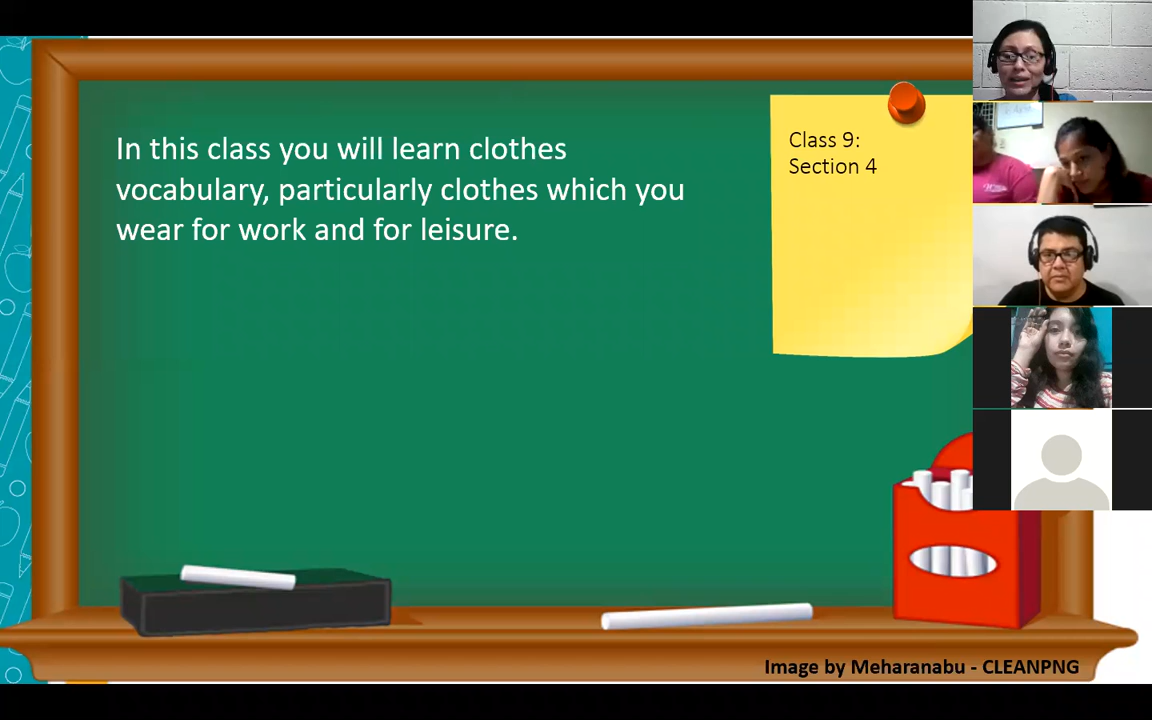 In this class you will learn clothes
vocabulary, particularly clothes which you
wear for work and for leisure.
Class 9:
Section 4
Image by Meharanabu - CLEANPNG